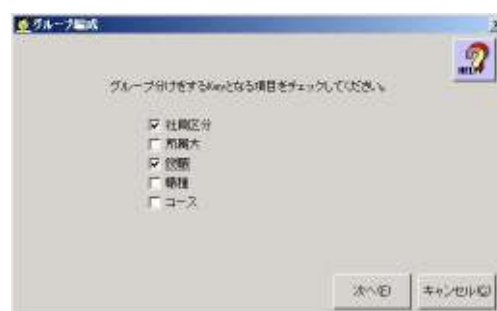 グループ編成
HELP
グループ分けをするKeyとなる項目をチェックしてください。
社員区分
所属大
役職
職種
コース
次へ(E)
キャンセル(C)